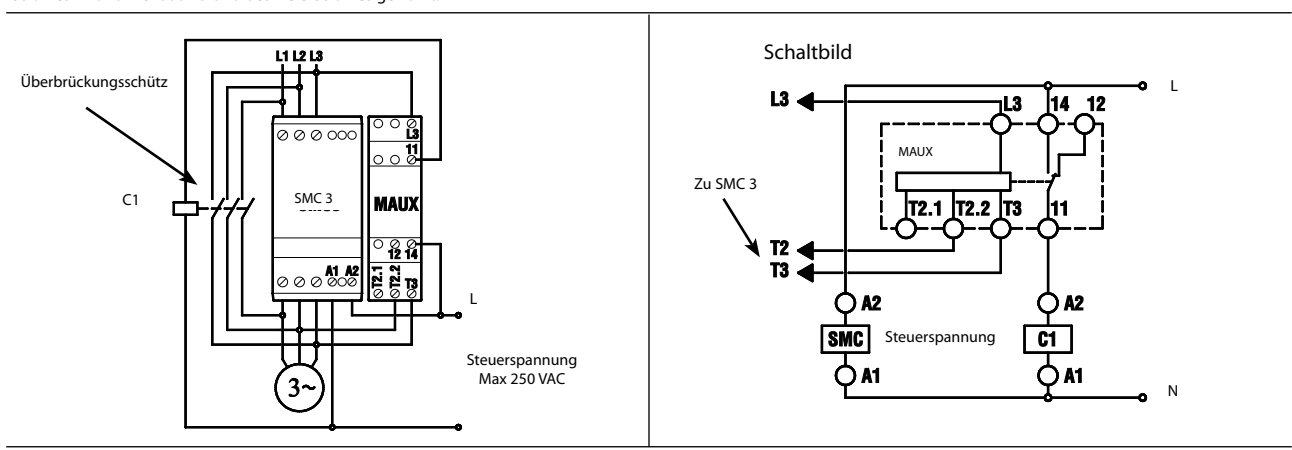 Schaltbild
Überbrückungsschütz
L1 L2 L3
L3
11
C1
SMC 3
MAUX
12 14
A1 A2
T2.1
T2.2
T3
L
Steuerspannung
Max 250 VAC
3~
L
L3
L3 14 12
MAUX
Zu SMC 3
T2.1 T2.2 T3 11
T2
T3
A2 A2
SMC Steuerspannung C1
A1 A1
N